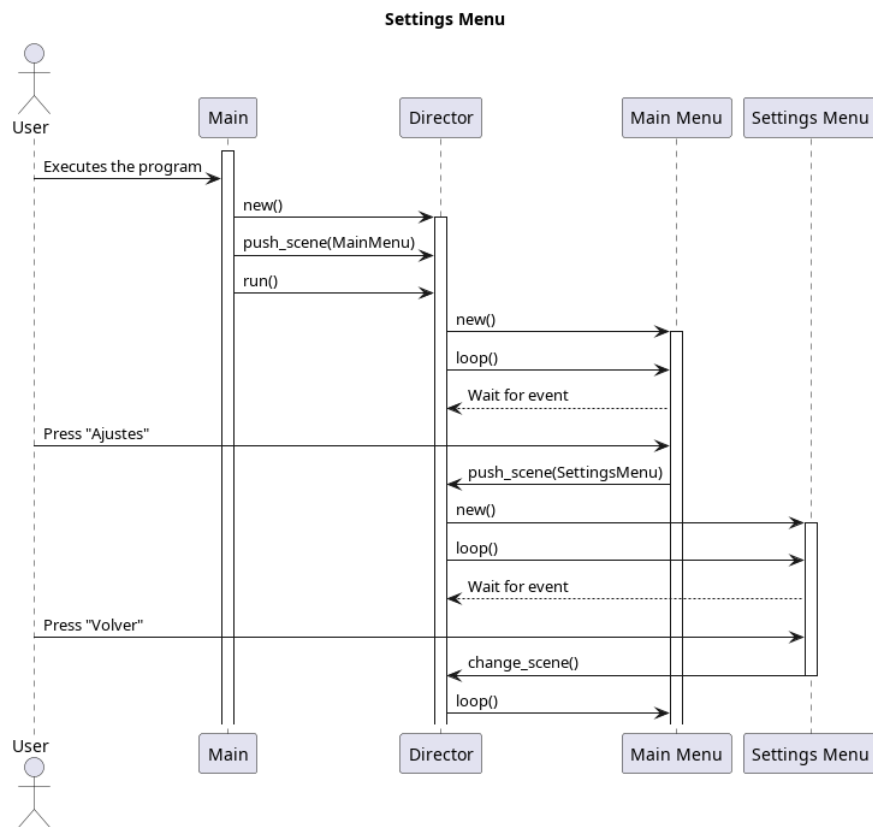 Settings Menu
User
Main
Director
Main Menu
Settings Menu
Executes the program
new()
push_scene(MainMenu)
run()
new()
loop()
Wait for event
Press "Ajustes"
push_scene(SettingsMenu)
new()
loop()
Wait for event
Press "Volver"
change_scene()
loop()
User
Main
Director
Main Menu
Settings Menu